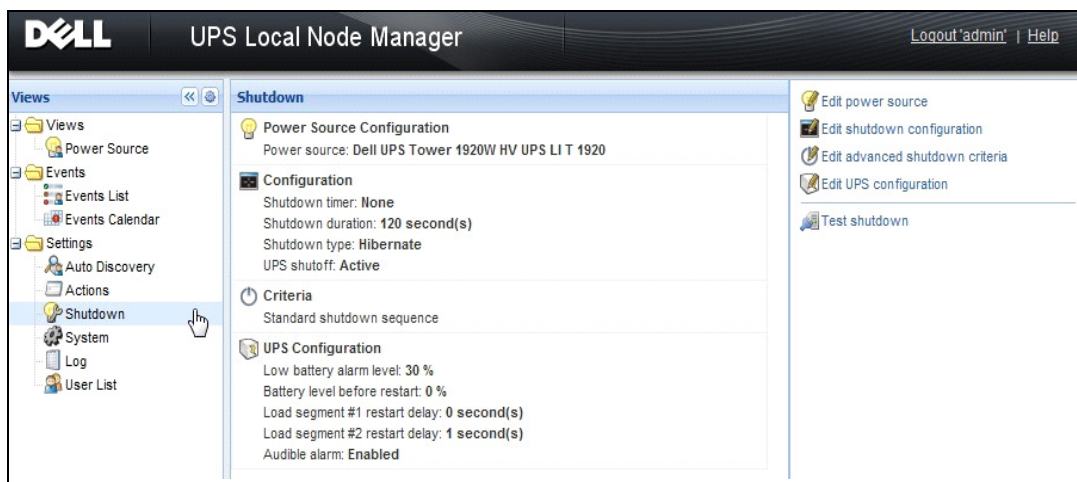 DELL
UPS Local Node Manager
Logout 'admin' | Help
Views
Views
Power Source
Events
Events List
Events Calendar
Settings
Auto Discovery
Actions
Shutdown
System
Log
User List
Shutdown
Power Source Configuration
Power source: Dell UPS Tower 1920W HV UPS LI T 1920
Configuration
Shutdown timer: None
Shutdown duration: 120 second(s)
Shutdown type: Hibernate
UPS shutoff: Active
Criteria
Standard shutdown sequence
UPS Configuration
Low battery alarm level: 30 %
Battery level before restart: 0 %
Load segment #1 restart delay: 0 second(s)
Load segment #2 restart delay: 1 second(s)
Audible alarm: Enabled
Edit power source
Edit shutdown configuration
Edit advanced shutdown criteria
Edit UPS configuration
Test shutdown